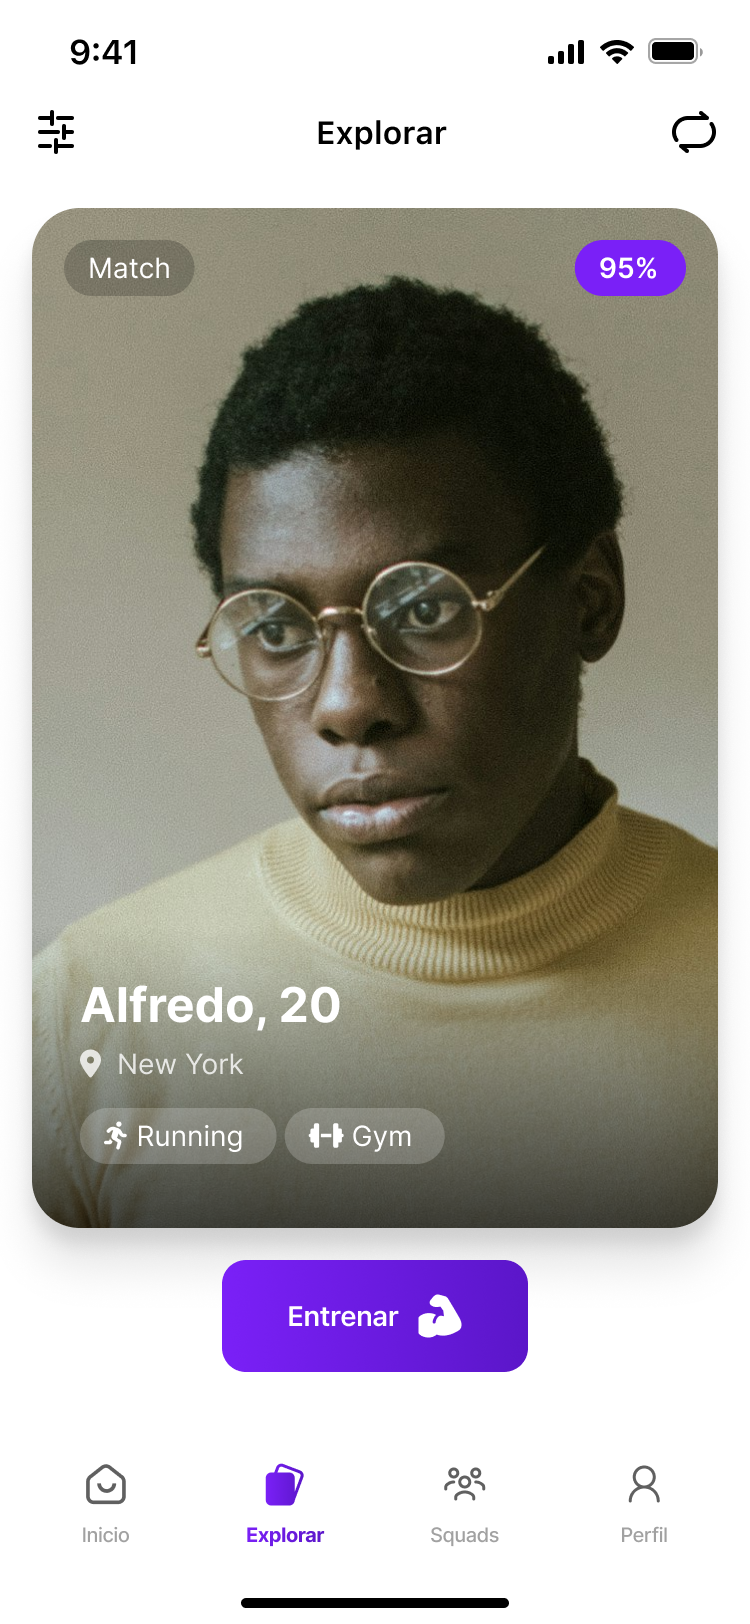 9:41
Explorar
Match
95%
Alfredo, 20
New York
Running
Gym
Entrenar
Inicio
Explorar
Squads
Perfil